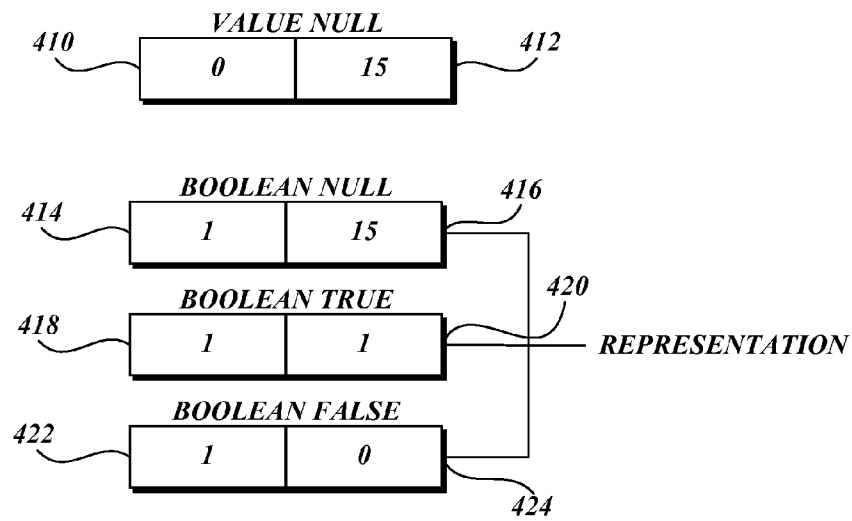 VALUE NULL
410 0 15 412
BOOLEAN NULL
414 1 15 416
BOOLEAN TRUE
418 1 1 420
REPRESENTATION
BOOLEAN FALSE
422 1 0 424